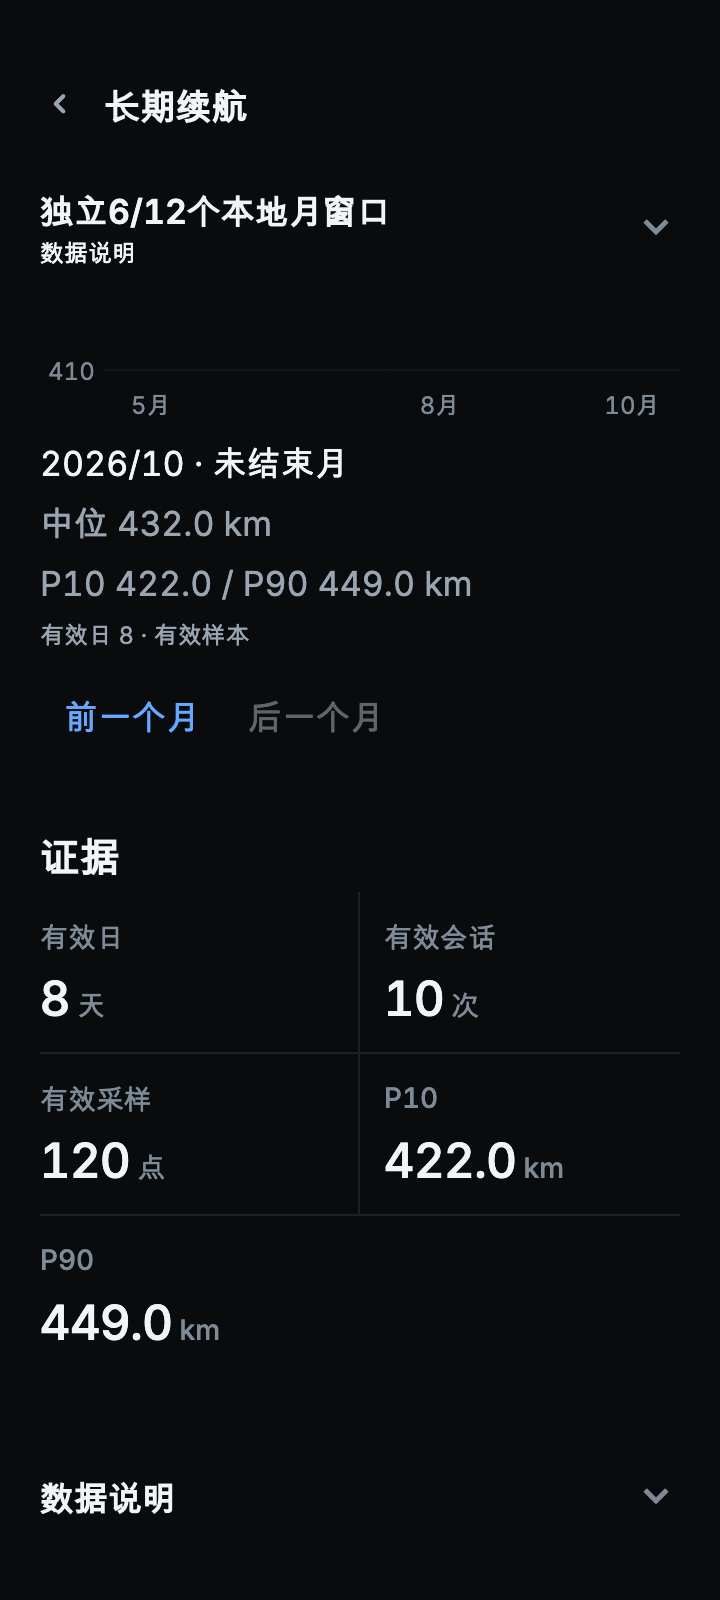 长期续航
独立6/12个本地月窗口
数据说明
410
5月 8月 10月
2026/10 · 未结束月
中位 432.0 km
P10 422.0 / P90 449.0 km
有效日 8 · 有效样本
前一个月 后一个月
证据
有效日 有效会话
8 天 10 次
有效采样 P10
120 点 422.0 km
P90
449.0 km
数据说明